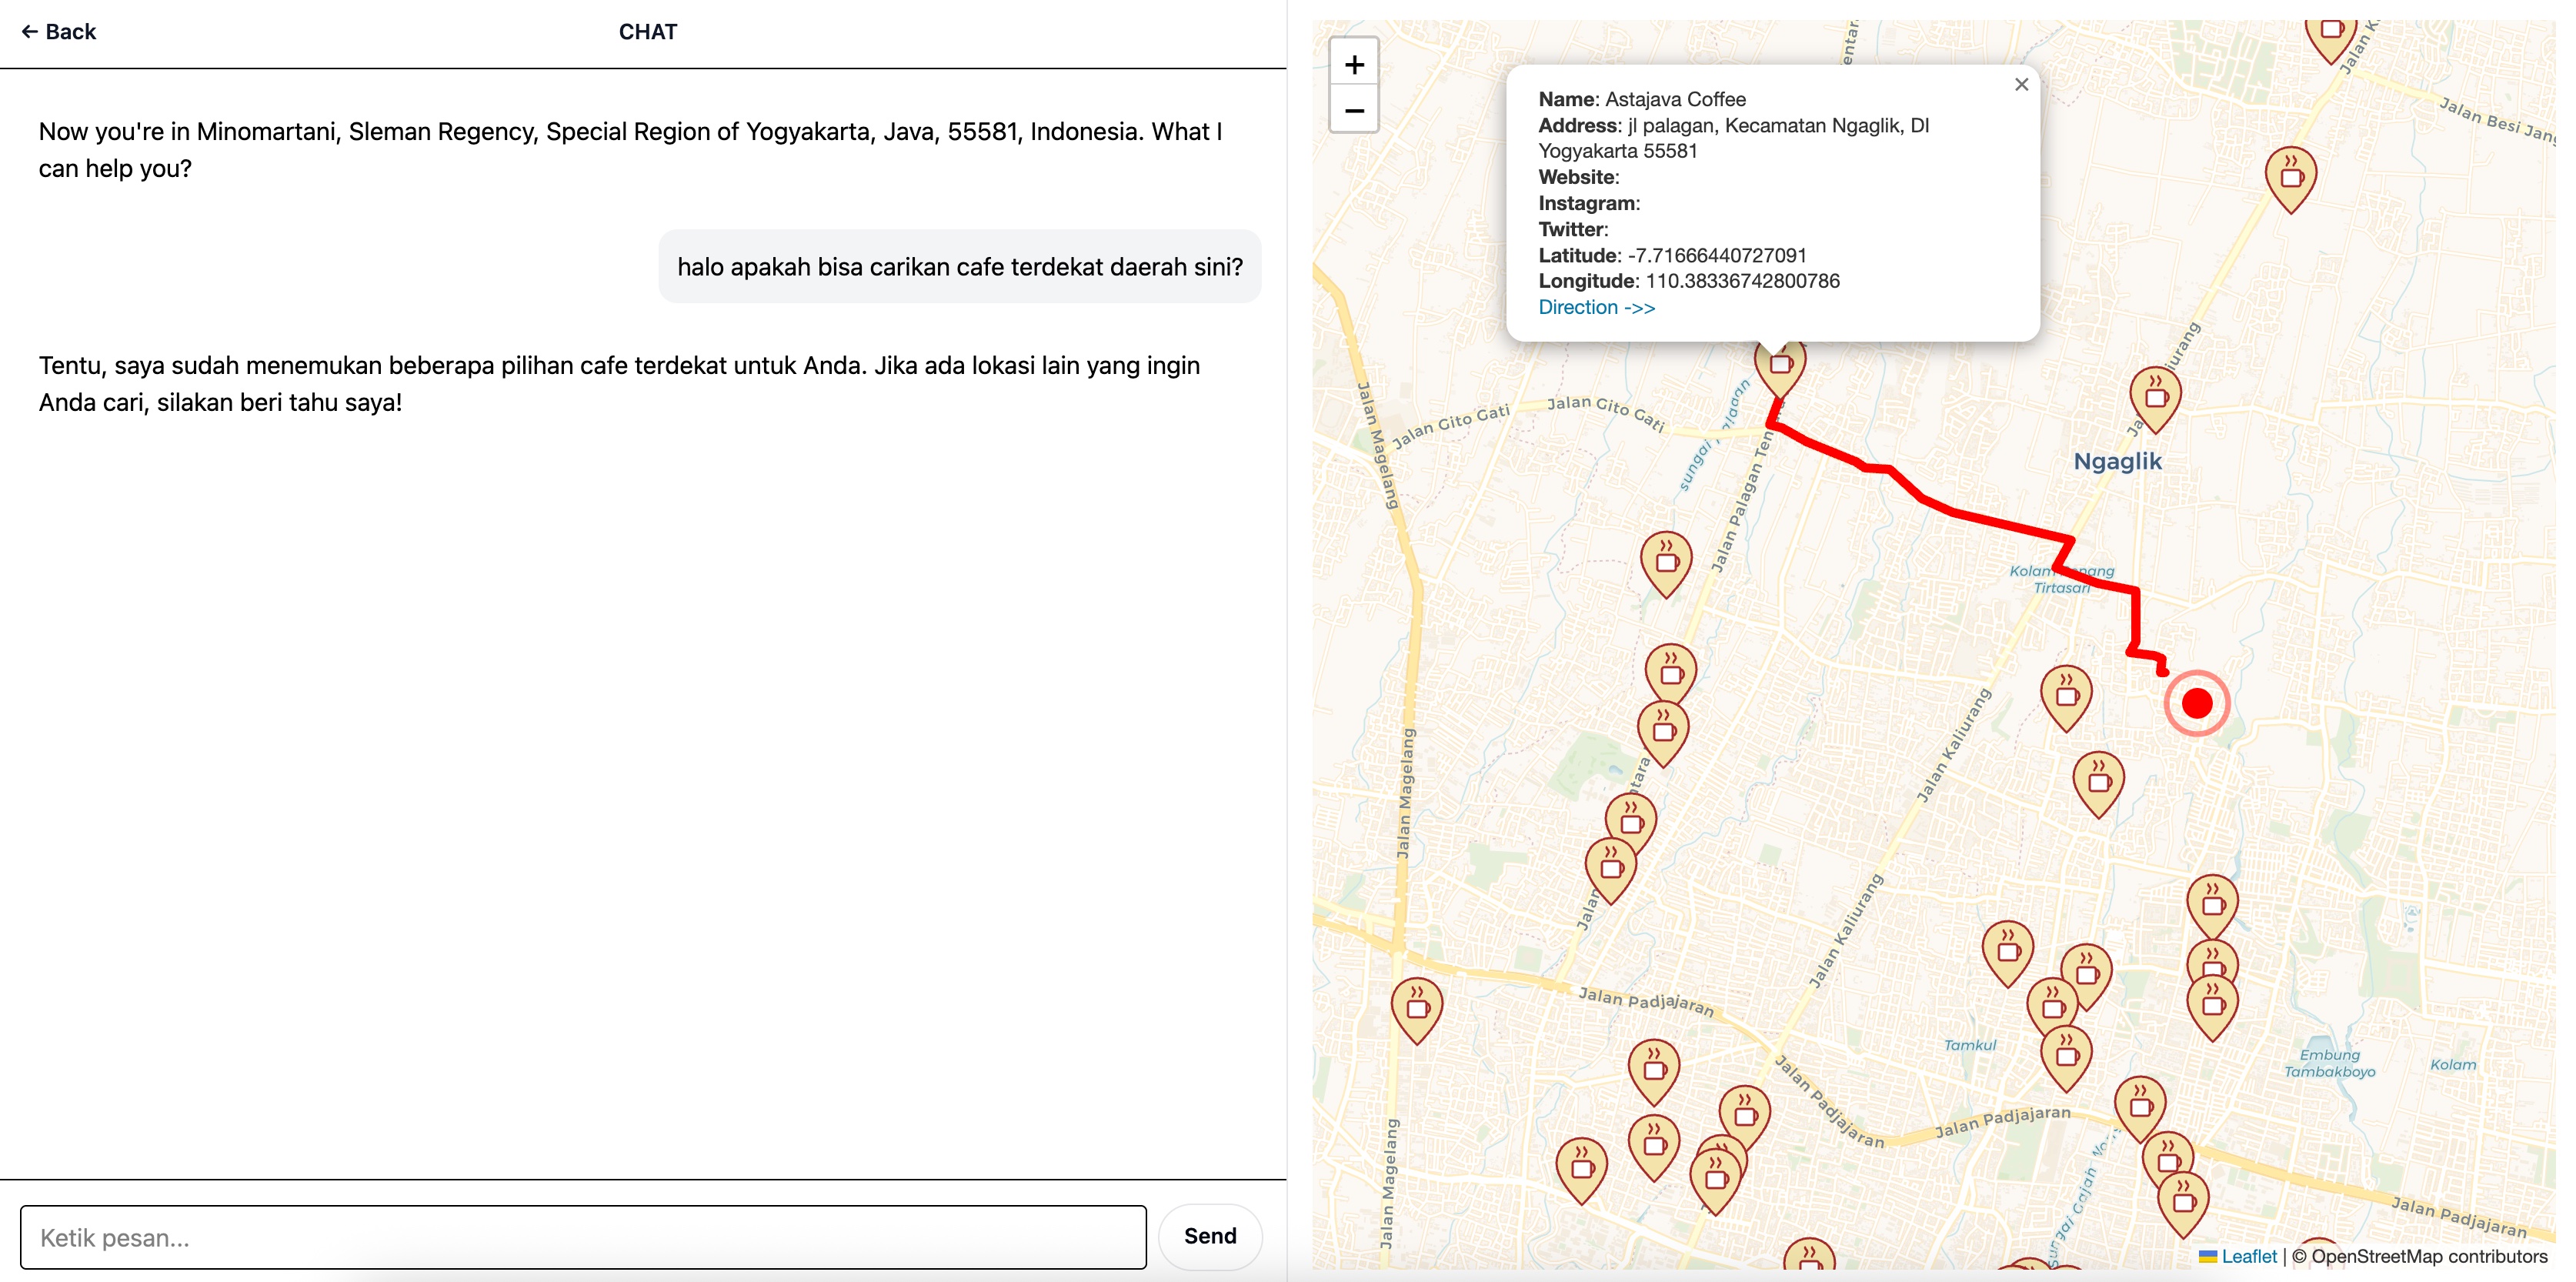 ← Back
CHAT
Now you're in Minomartani, Sleman Regency, Special Region of Yogyakarta, Java, 55581, Indonesia. What I
can help you?
halo apakah bisa carikan cafe terdekat daerah sini?
Tentu, saya sudah menemukan beberapa pilihan cafe terdekat untuk Anda. Jika ada lokasi lain yang ingin
Anda cari, silakan beri tahu saya!
Ketik pesan...
Send
+
−
Name: Astajava Coffee
Address: jl palagan, Kecamatan Ngaglik, DI
Yogyakarta 55581
Website:
Instagram:
Twitter:
Latitude: -7.71666440727091
Longitude: 110.38336742800786
Direction ->>
×
Jalan Besi Jang
Jalan Magelang
Jalan Gito Gati
Jalan Gito Gati
sungai
Jalan Palagan Ten
Ngaglik
Tirtasari
Jalan Kaliurang
Jalan Magelang
Jalan
Jalan Kaliurang
Jalan Padjajaran
Tamkul
Embung
Tambakboyo
Kolam
Jalan Padjajaran
Jalan Padjajaran
Jalan Magelang
sungai Gajah
Jalan Padjajaran
Leaflet | © OpenStreetMap contributors